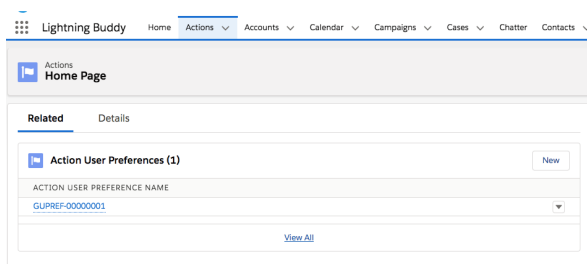 Lightning Buddy Home Actions Accounts Calendar Campaigns Cases Chatter Contacts
Actions
Home Page
Related Details
Action User Preferences (1) New
ACTION USER PREFERENCE NAME
GUPREF-00000001
View All